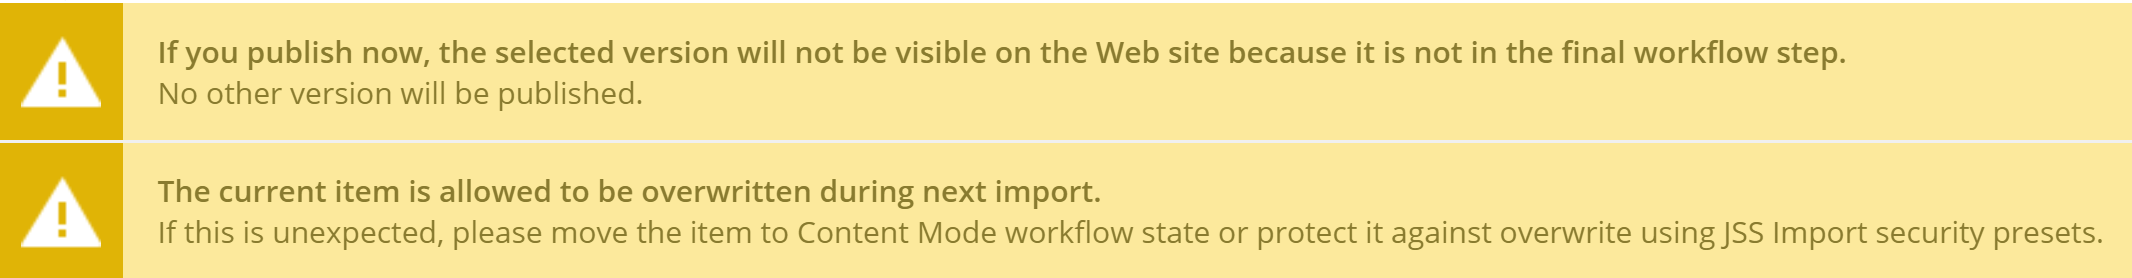 If you publish now, the selected version will not be visible on the Web site because it is not in the final workflow step.
No other version will be published.
The current item is allowed to be overwritten during next import.
If this is unexpected, please move the item to Content Mode workflow state or protect it against overwrite using JSS Import security presets.